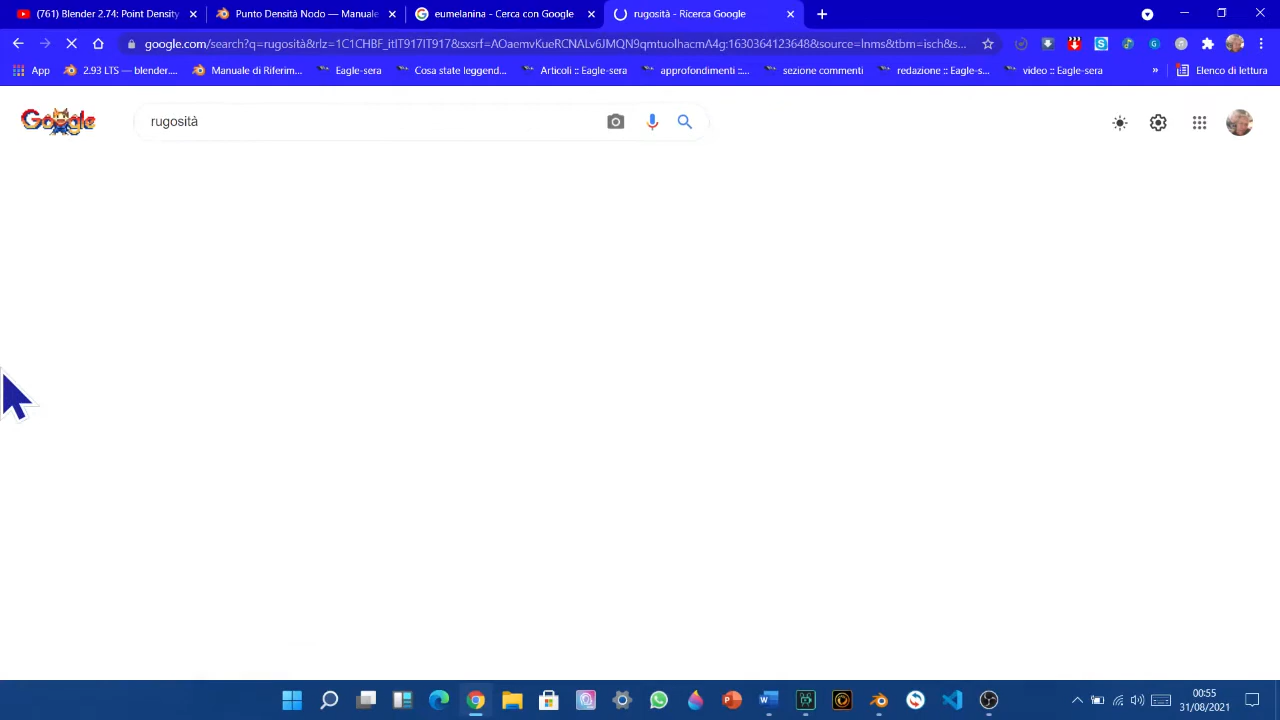 (761) Blender 2.74: Point Density
Punto Densità Nodo — Manuale
eumelanina - Cerca con Google
rugosità - Ricerca Google
google.com/search?q=rugosità&rlz=1C1CHBF_itIT917IT917&sxsrf=AOaemvKueRCNALv6JMQN9qmtuolhacmA4g:1630364123648&source=lnms&tbm=isch&s...
App
2.93 LTS — blender....
Manuale di Riferim...
Eagle-sera
Cosa state leggend...
Articoli :: Eagle-sera
approfondimenti ::...
sezione commenti
redazione :: Eagle-s...
video :: Eagle-sera
»
Elenco di lettura
Google
rugosità
00:55
31/08/2021